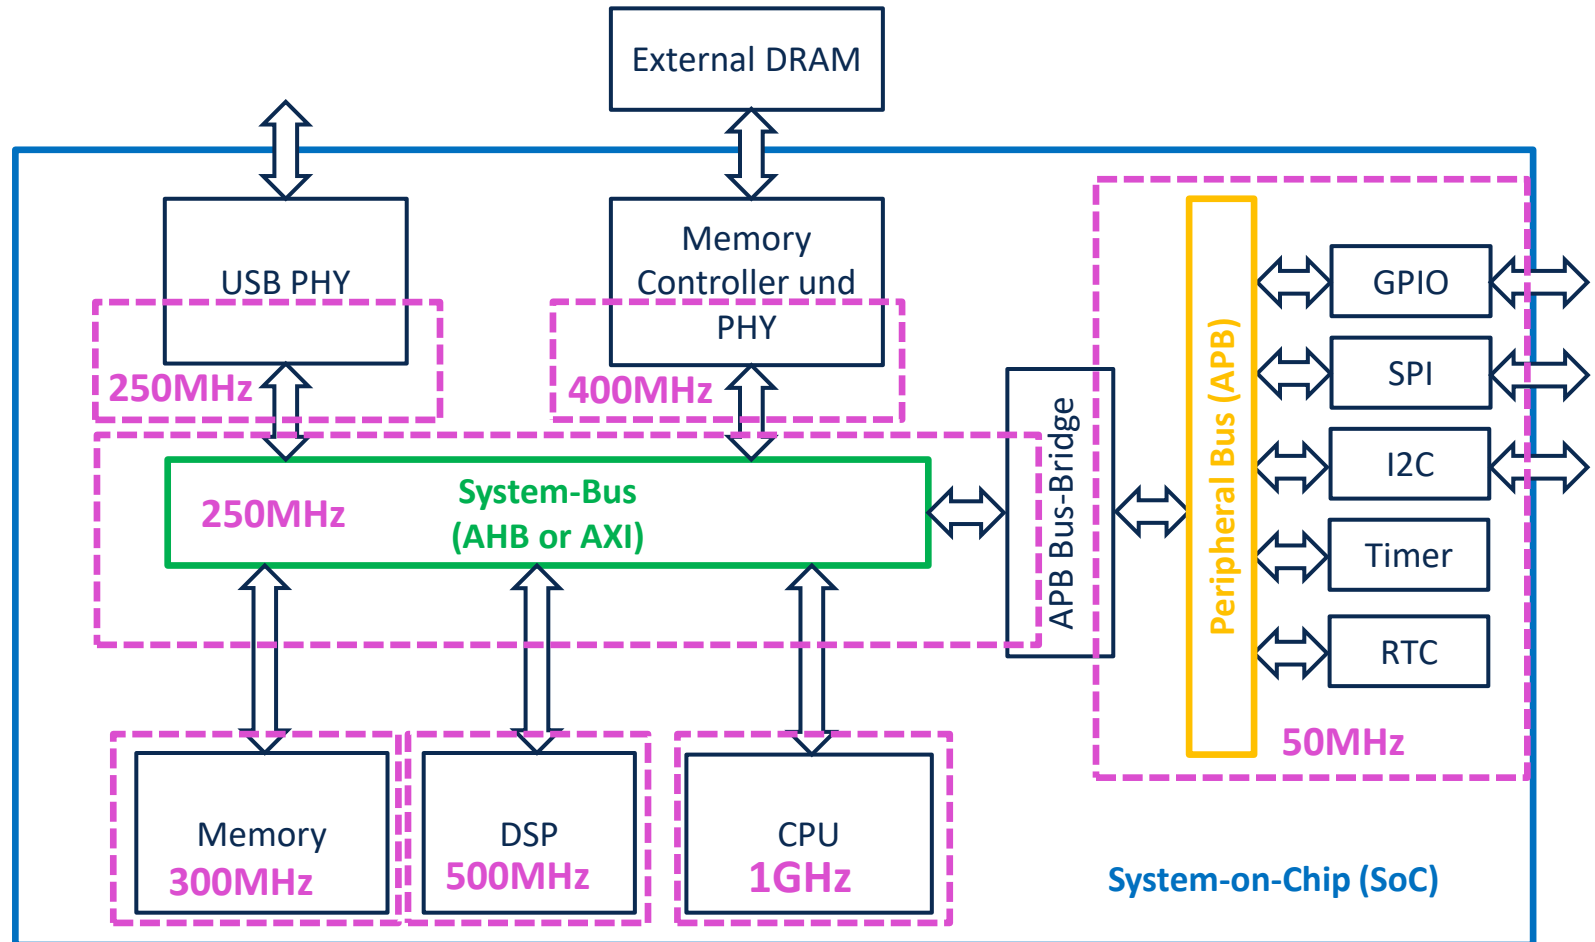 External DRAM
USB PHY
250MHz
Memory
Controller und
PHY
400MHz
System-Bus
(AHB or AXI)
250MHz
APB Bus-Bridge
Peripheral Bus (APB)
GPIO
SPI
I2C
Timer
RTC
50MHz
Memory
300MHz
DSP
500MHz
CPU
1GHz
System-on-Chip (SoC)